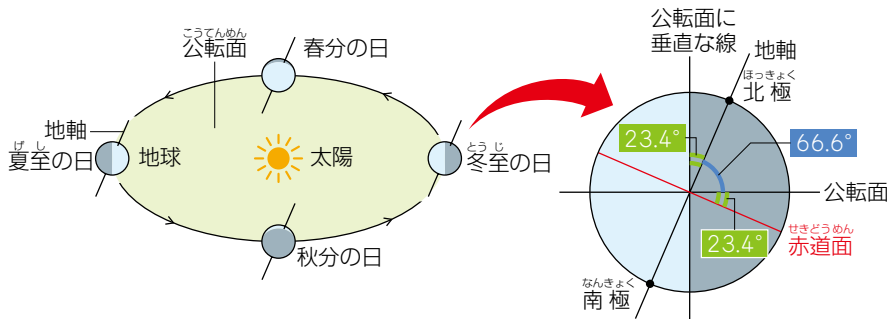 こうてんめん
公転面
春分の日
地軸
げし
夏至の日
地球
太陽
とうじ
冬至の日
秋分の日
公転面に
垂直な線
地軸
ほっきょく
北極
23.4°
66.6°
公転面
23.4°
せきどうめん
赤道面
なんきょく
南極